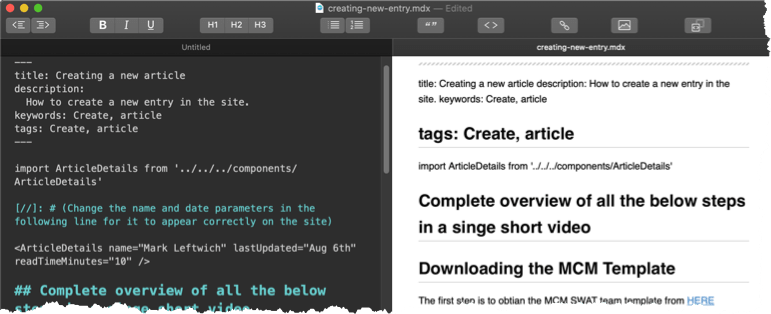 creating-new-entry.mdx — Edited
B I U H1 H2 H3 “” <>
Untitled
creating-new-entry.mdx
---
title: Creating a new article
description:
How to create a new entry in the site.
keywords: Create, article
tags: Create, article
---
import ArticleDetails from '../../../components/
ArticleDetails'
[//]: # (Change the name and date parameters in the
following line for it to appear correctly on the site)
<ArticleDetails name="Mark Leftwich" lastUpdated="Aug 6th"
readTimeMinutes="10" />
## Complete overview of all the below
short video
title: Creating a new article description: How to create a new entry in the
site. keywords: Create, article
tags: Create, article
import ArticleDetails from '../../../components/ArticleDetails'
Complete overview of all the below steps
in a singe short video
Downloading the MCM Template
The first step is to obtian the MCM SWAT team template from HERE